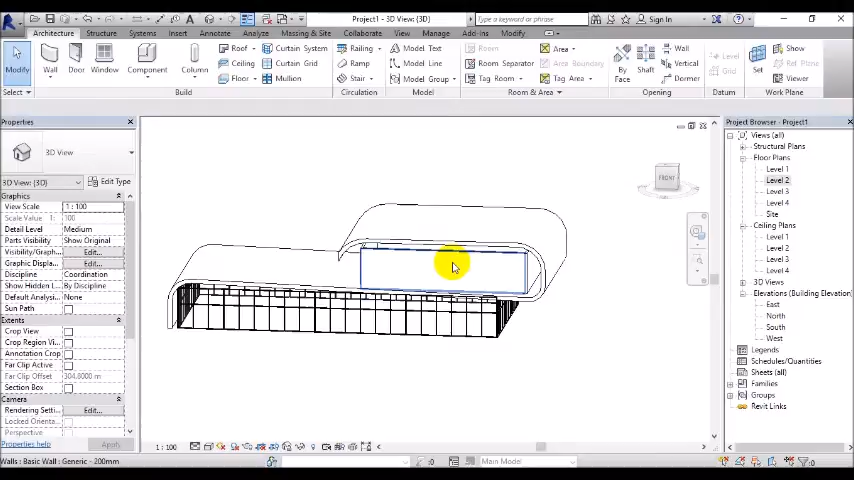 Project1 - 3D View: {3D}
Type a keyword or phrase
Sign In
Architecture Structure Systems Insert Annotate Analyze Massing & Site Collaborate View Manage Add-Ins Modify
Modify Wall Door Window Component Column
Roof Ceiling Floor
Curtain System Curtain Grid Mullion
Railing Ramp Stair
Model Text Model Line Model Group
Room Room Separator Tag Room
Area Area Boundary Tag Area
By Face Shaft Wall Vertical Dormer
Level Grid
Set Show Ref Plane Viewer
Select Build Circulation Model Room & Area Opening Datum Work Plane
Properties
3D View
3D View: {3D} Edit Type
Graphics
View Scale 1 : 100
Scale Value 1: 100
Detail Level Medium
Parts Visibility Show Original
Visibility/Graph... Edit...
Graphic Display... Edit...
Discipline Coordination
Show Hidden L... By Discipline
Default Analysi... None
Sun Path
Extents
Crop View
Crop Region Vi...
Annotation Crop
Far Clip Active
Far Clip Offset 304.8000 m
Section Box
Camera
Rendering Setti... Edit...
Locked Orienta...
Perspective
Properties help Apply
FRONT
Project Browser - Project1
Views (all)
Structural Plans
Floor Plans
Level 1
Level 2
Level 3
Level 4
Site
Ceiling Plans
Level 1
Level 2
Level 3
Level 4
3D Views
Elevations (Building Elevation)
East
North
South
West
Legends
Schedules/Quantities
Sheets (all)
Families
Groups
Revit Links
1 : 100
Walls : Basic Wall : Generic - 200mm
:0
Main Model
:0